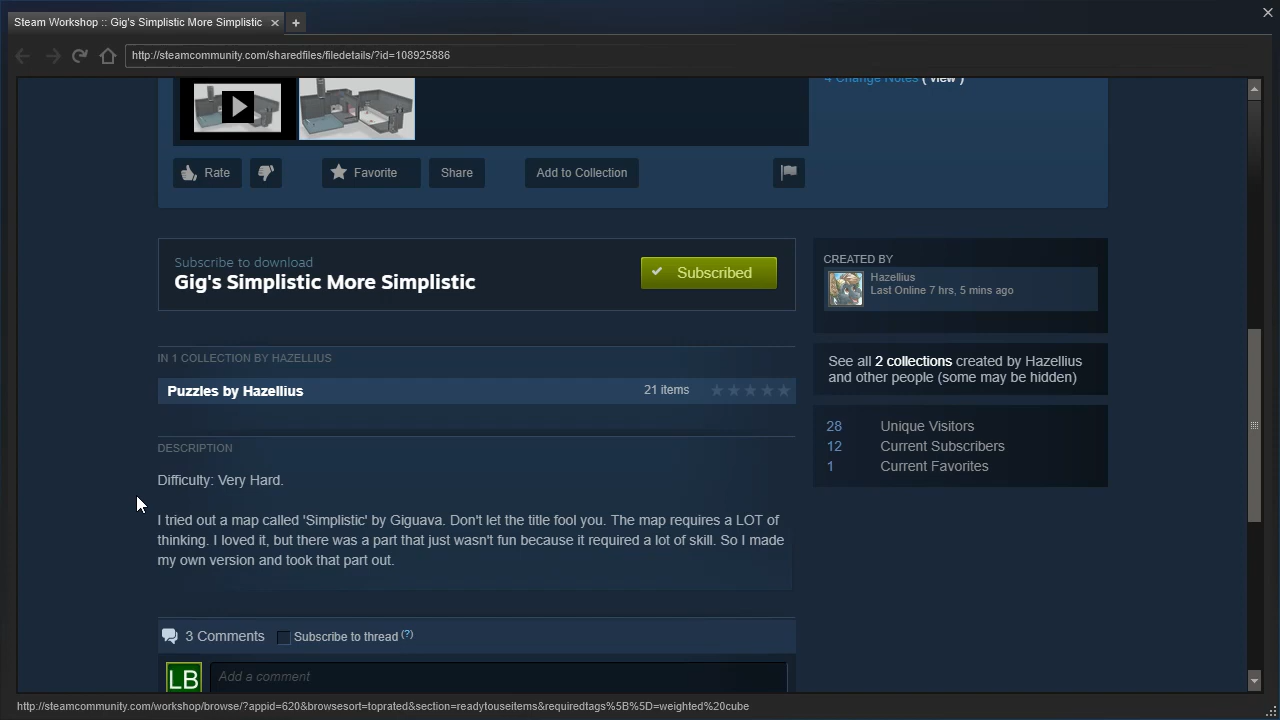 Steam Workshop :: Gig's Simplistic More Simplistic
http://steamcommunity.com/sharedfiles/filedetails/?id=108925886
4 Change Notes ( view )
Rate
Favorite
Share
Add to Collection
Subscribe to download
Gig's Simplistic More Simplistic
Subscribed
CREATED BY
Hazellius
Last Online 7 hrs, 5 mins ago
IN 1 COLLECTION BY HAZELLIUS
Puzzles by Hazellius
21 items
See all 2 collections created by Hazellius
and other people (some may be hidden)
28 Unique Visitors
12 Current Subscribers
1 Current Favorites
DESCRIPTION
Difficulty: Very Hard.
I tried out a map called 'Simplistic' by Giguava. Don't let the title fool you. The map requires a LOT of
thinking. I loved it, but there was a part that just wasn't fun because it required a lot of skill. So I made
my own version and took that part out.
3 Comments
Subscribe to thread (?)
LB
Add a comment
http://steamcommunity.com/workshop/browse/?appid=620&browsesort=toprated&section=readytouseitems&requiredtags%5B%5D=weighted%20cube